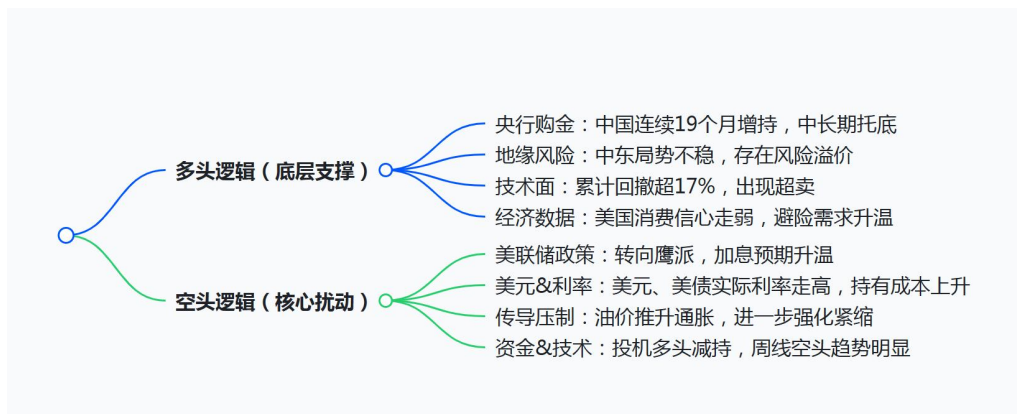 多头逻辑（底层支撑）
央行购金：中国连续19个月增持，中长期托底
地缘风险：中东局势不稳，存在风险溢价
技术面：累计回撤超17%，出现超卖
经济数据：美国消费信心走弱，避险需求升温
空头逻辑（核心扰动）
美联储政策：转向鹰派，加息预期升温
美元&利率：美元、美债实际利率走高，持有成本上升
传导压制：油价推升通胀，进一步强化紧缩
资金&技术：投机多头减持，周线空头趋势明显